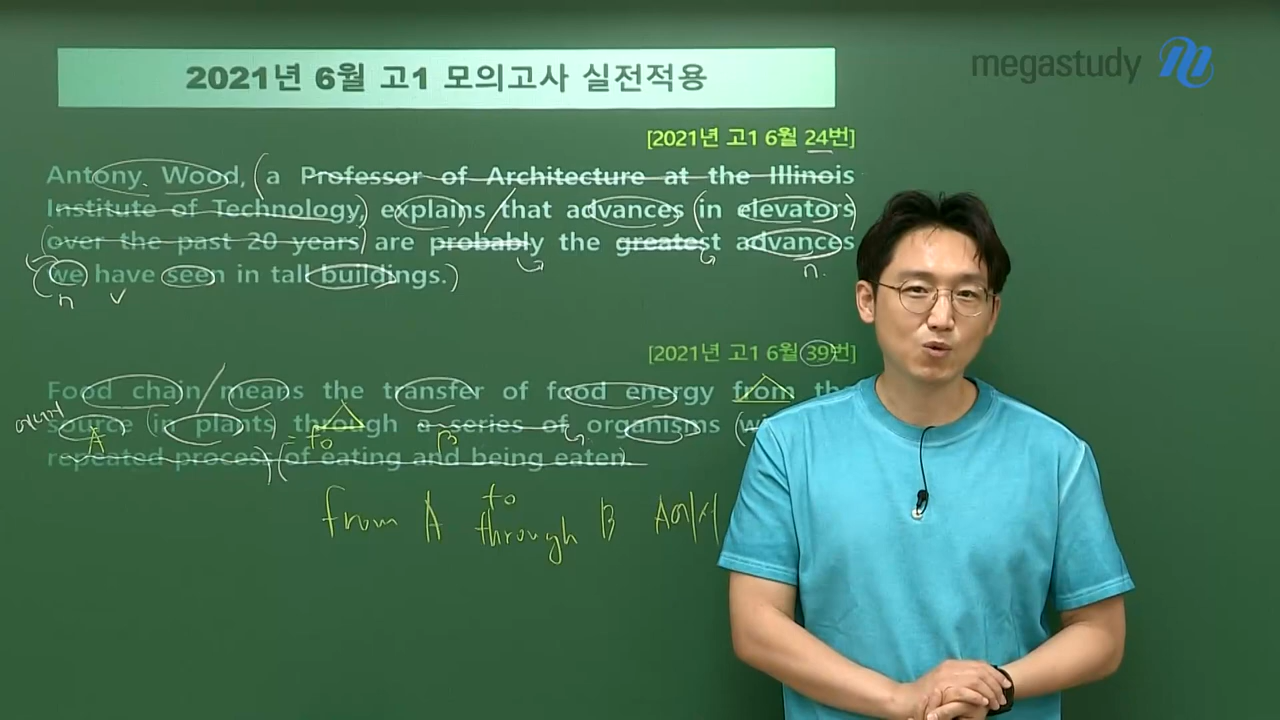 megastudy
2021년 6월 고1 모의고사 실전적용
[2021년 고1 6월 24번]
Antony Wood, a Professor of Architecture at the Illinois
Institute of Technology, explains that advances in elevators
over the past 20 years are probably the greatest advances
n
we have seen in tall buildings.
n v
[2021년 고1 6월 39번]
Food chain means the transfer of food energy from the
source in plants through a series of organisms
에너지 A = to B
repeated process of eating and being eaten.
to
from A through B A에서